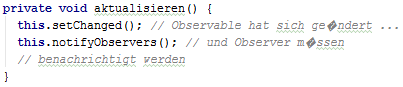 private void aktualisieren() {
this.setChanged(); // Observable hat sich ge�ndert ...
this.notifyObservers(); // und Observer m�ssen
// benachrichtigt werden
}